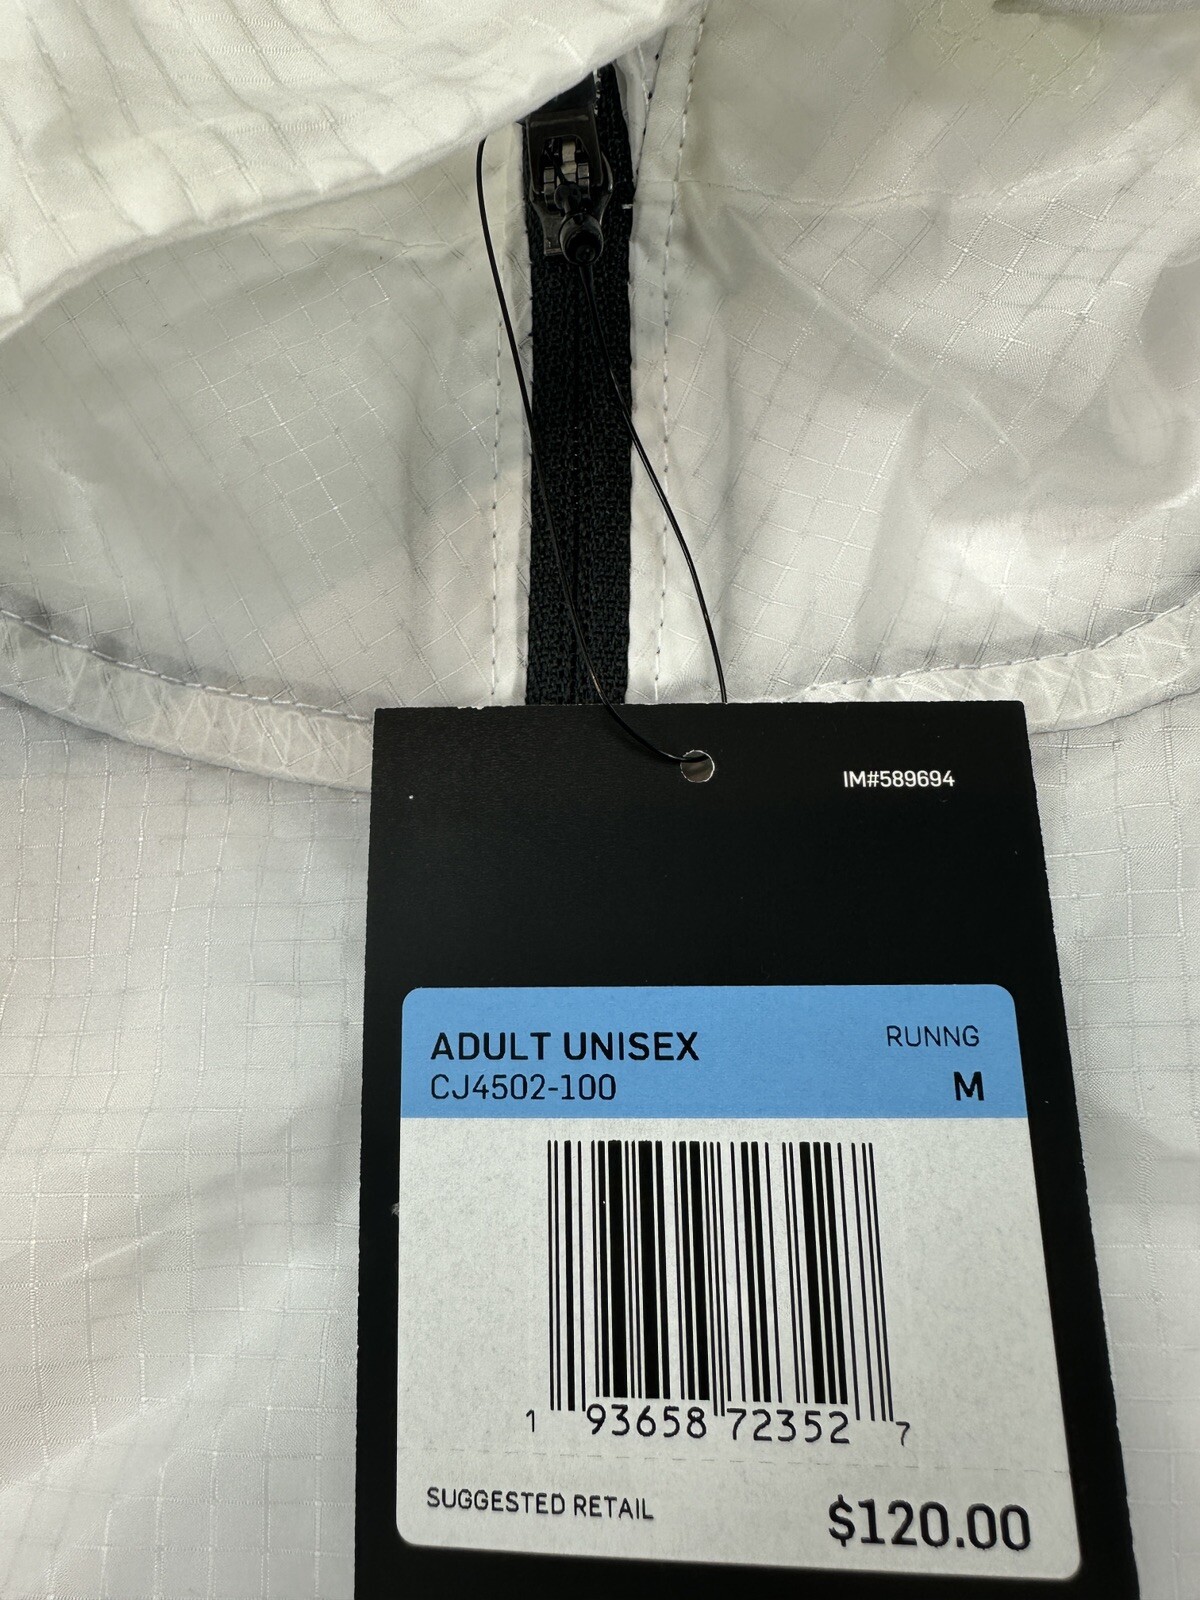 IM#589694
ADULT UNISEX RUNNG
CJ4502-100 M
1 93658 72352 7
SUGGESTED RETAIL $120.00